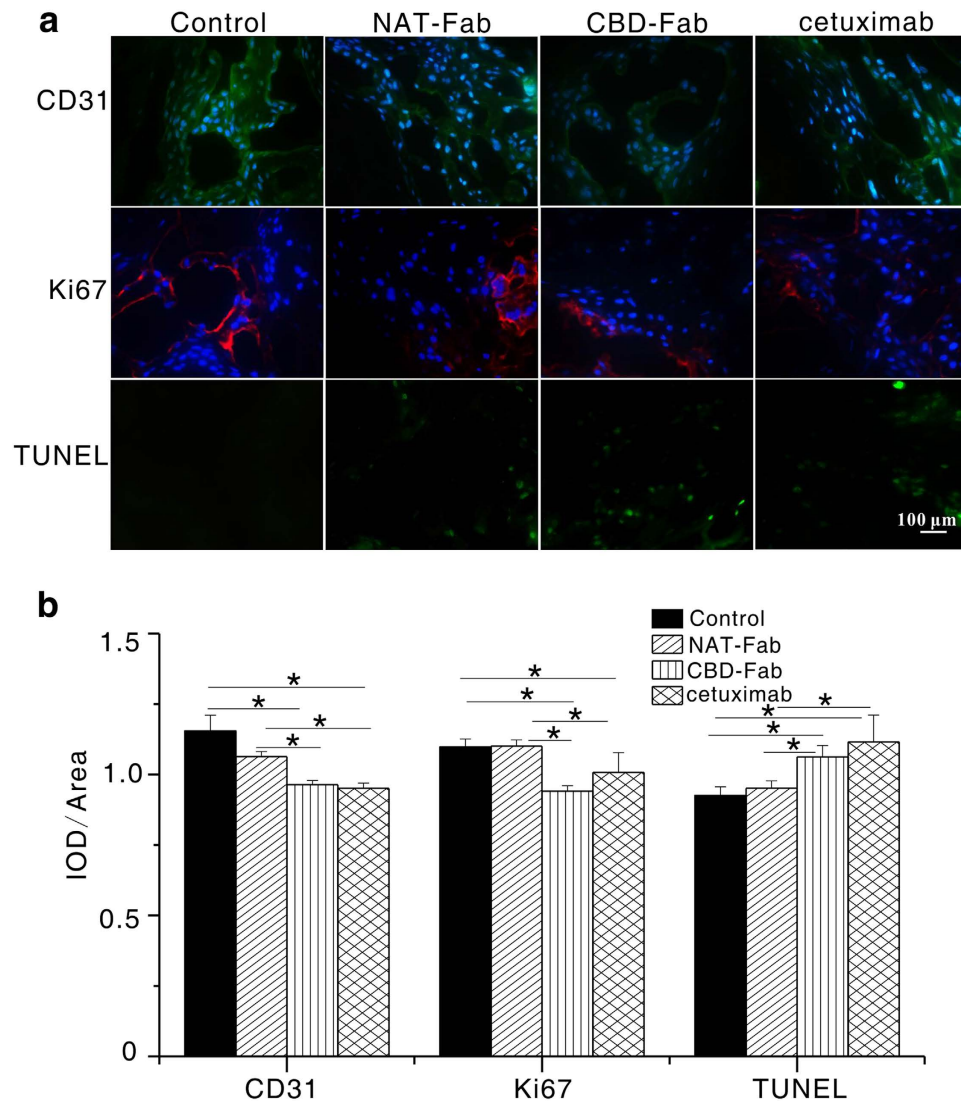 a
Control NAT-Fab CBD-Fab cetuximab
CD31
Ki67
TUNEL
100 µm
b
Control
NAT-Fab
CBD-Fab
cetuximab
1.5
1.0
0.5
0
IOD/Area
* * * *
* * * *
* * * *
CD31 Ki67 TUNEL